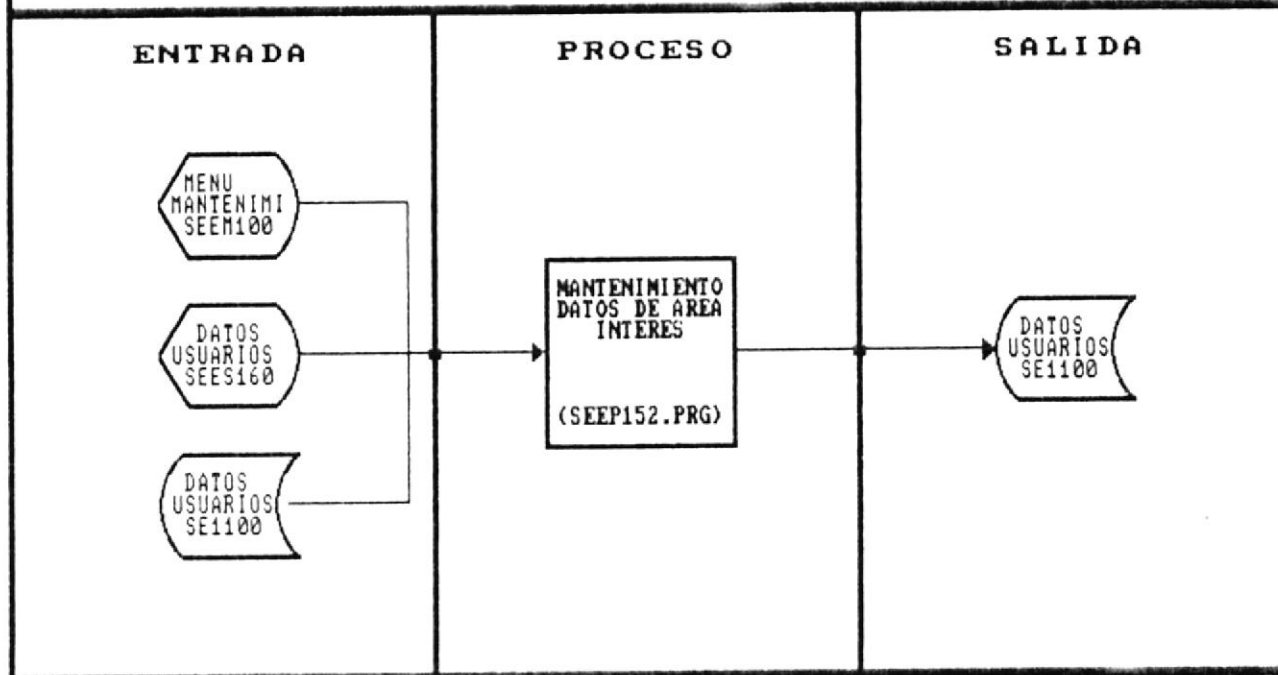 ENTRADA
PROCESO
SALIDA
MENU
MANTENIMI
SEEM100
DATOS
USUARIOS
SEES160
DATOS
USUARIOS
SE1100
MANTENIMIENTO
DATOS DE AREA
INTERES
(SEEP152.PRG)
DATOS
USUARIOS
SE1100